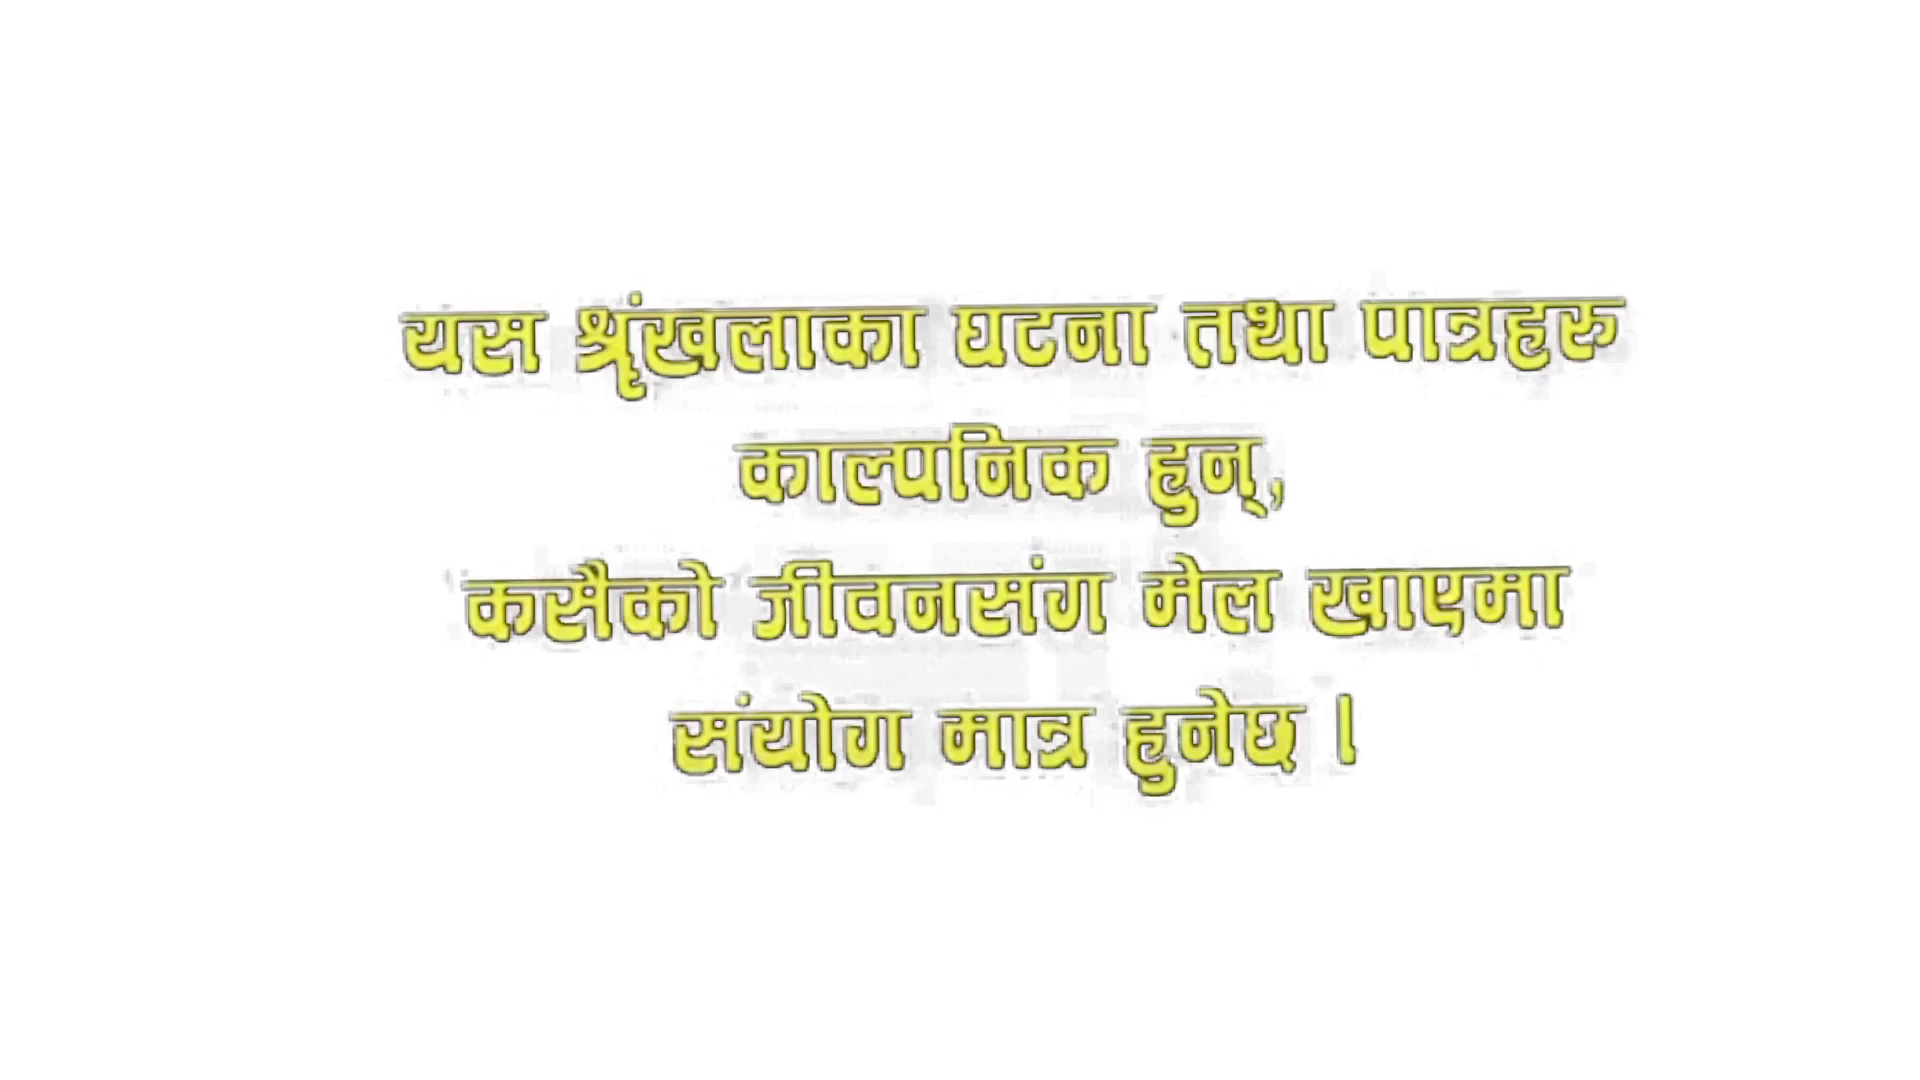 यस श्रृंखलाका घटना तथा पात्रहरु
काल्पनिक हुन्,
कसैको जीवनसंग मेल खाएमा
संयोग मात्र हुनेछ ।